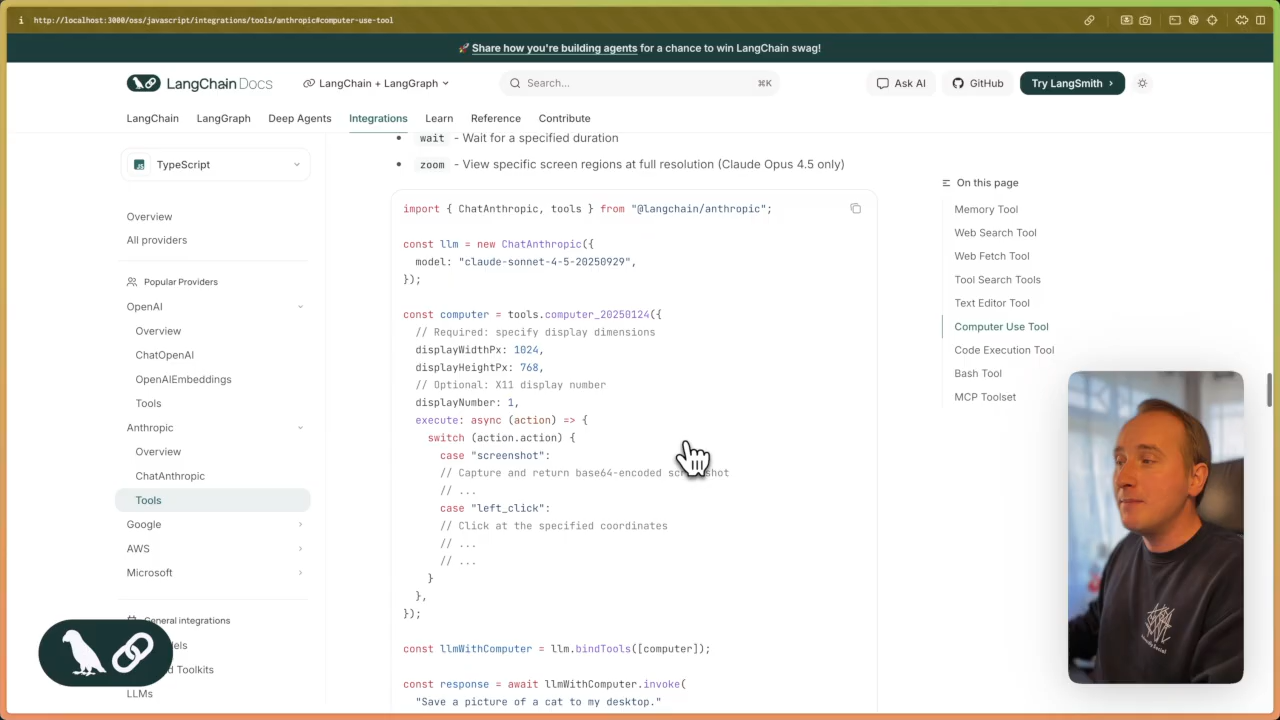 http://localhost:3000/oss/javascript/integrations/tools/anthropic#computer-use-tool
🚀 Share how you're building agents for a chance to win LangChain swag!
LangChain Docs
LangChain + LangGraph
Search...
⌘K
Ask AI
GitHub
Try LangSmith
LangChain
LangGraph
Deep Agents
Integrations
Learn
Reference
Contribute
TypeScript
Overview
All providers
Popular Providers
OpenAI
Overview
ChatOpenAI
OpenAIEmbeddings
Tools
Anthropic
Overview
ChatAnthropic
Tools
Google
AWS
Microsoft
General integrations
d Toolkits
LLMs
• wait - Wait for a specified duration
• zoom - View specific screen regions at full resolution (Claude Opus 4.5 only)
import { ChatAnthropic, tools } from "@langchain/anthropic";
const llm = new ChatAnthropic({
model: "claude-sonnet-4-5-20250929",
});
const computer = tools.computer_20250124({
// Required: specify display dimensions
displayWidthPx: 1024,
displayHeightPx: 768,
// Optional: X11 display number
displayNumber: 1,
execute: async (action) => {
switch (action.action) {
case "screenshot":
// Capture and return base64-encoded screenshot
// ...
case "left_click":
// Click at the specified coordinates
// ...
// ...
}
},
});
const llmWithComputer = llm.bindTools([computer]);
const response = await llmWithComputer.invoke(
"Save a picture of a cat to my desktop."
On this page
Memory Tool
Web Search Tool
Web Fetch Tool
Tool Search Tools
Text Editor Tool
Computer Use Tool
Code Execution Tool
Bash Tool
MCP Toolset